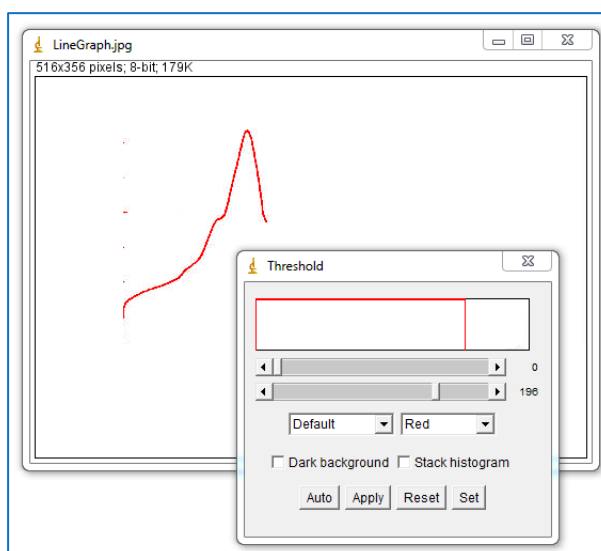 LineGraph.jpg
516x356 pixels; 8-bit; 179K
Threshold
0
196
Default Red
Dark background Stack histogram
Auto Apply Reset Set